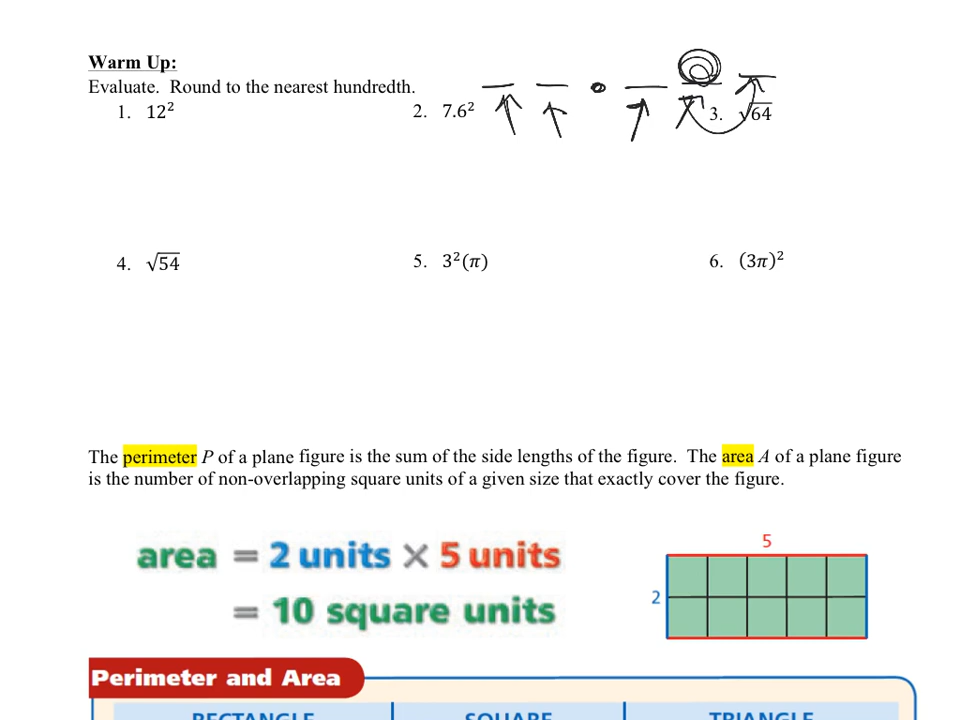 Warm Up:
Evaluate. Round to the nearest hundredth.
1. 12² 2. 7.6² 3. √64
4. √54 5. 3²(π) 6. (3π)²
The perimeter P of a plane figure is the sum of the side lengths of the figure. The area A of a plane figure
is the number of non-overlapping square units of a given size that exactly cover the figure.
area = 2 units × 5 units
= 10 square units
5
2
Perimeter and Area
RECTANGLE SQUARE TRIANGLE